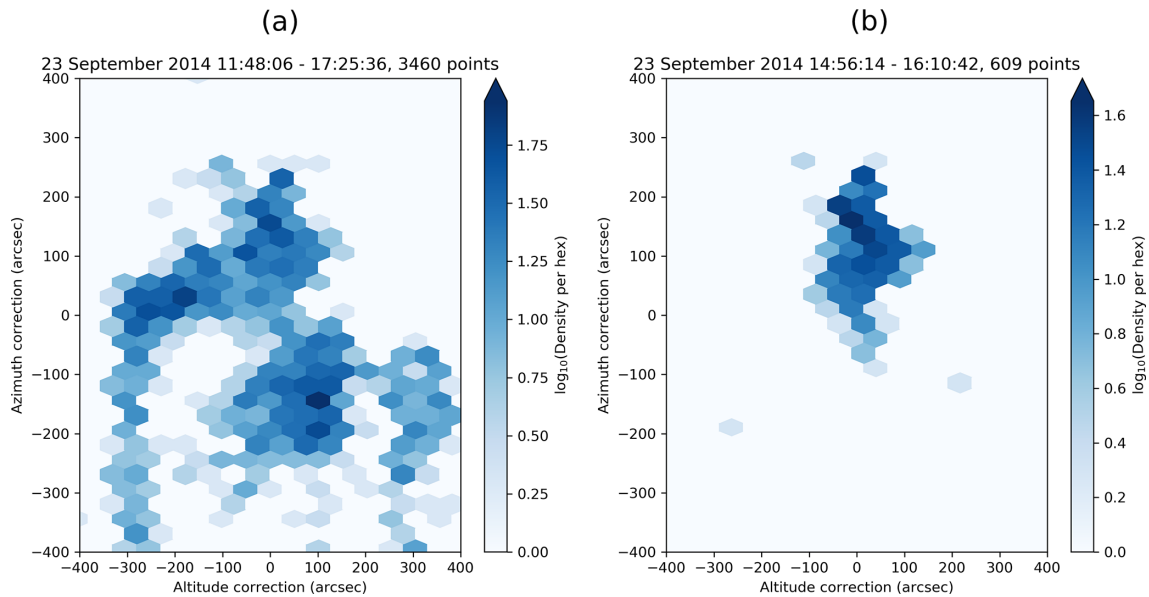 (a)
23 September 2014 11:48:06 - 17:25:36, 3460 points
400
300
200
100
0
−100
−200
−300
−400
Azimuth correction (arcsec)
−400 −300 −200 −100 0 100 200 300 400
Altitude correction (arcsec)
1.75
1.50
1.25
1.00
0.75
0.50
0.25
0.00
log₁₀(Density per hex)
(b)
23 September 2014 14:56:14 - 16:10:42, 609 points
400
300
200
100
0
−100
−200
−300
−400
Azimuth correction (arcsec)
−400 −300 −200 −100 0 100 200 300 400
Altitude correction (arcsec)
1.6
1.4
1.2
1.0
0.8
0.6
0.4
0.2
0.0
log₁₀(Density per hex)